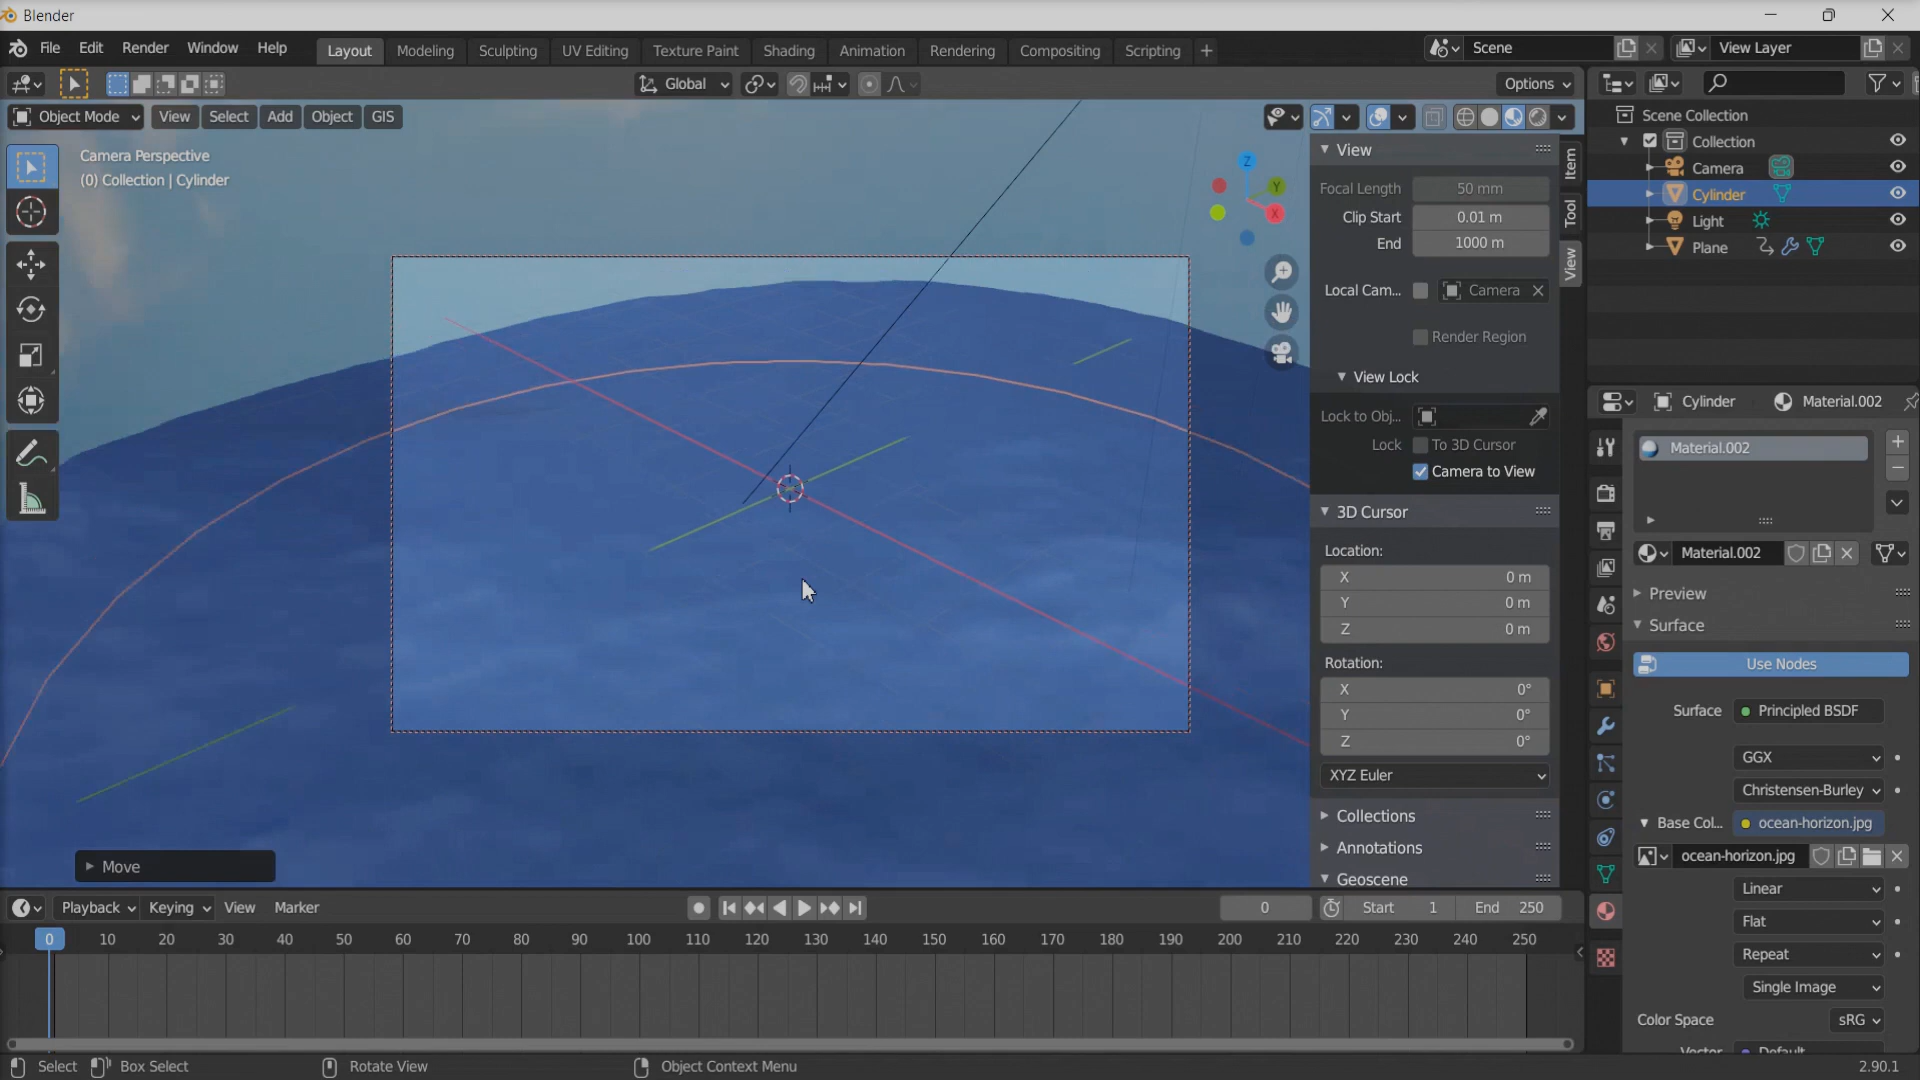 Blender
File Edit Render Window Help
Layout Modeling Sculpting UV Editing Texture Paint Shading Animation Rendering Compositing Scripting +
Scene
View Layer
Global
Options
Object Mode View Select Add Object GIS
Camera Perspective
(0) Collection | Cylinder
Z
Y
X
View
Focal Length 50 mm
Clip Start 0.01 m
End 1000 m
Local Cam... Camera
Render Region
View Lock
Lock to Obj...
Lock To 3D Cursor
Camera to View
3D Cursor
Location:
X 0 m
Y 0 m
Z 0 m
Rotation:
X 0°
Y 0°
Z 0°
XYZ Euler
Collections
Annotations
Geoscene
Item
Tool
View
Scene Collection
Collection
Camera
Cylinder
Light
Plane
Cylinder Material.002
Material.002
Material.002
Preview
Surface
Use Nodes
Surface Principled BSDF
GGX
Christensen-Burley
Base Col... ocean-horizon.jpg
ocean-horizon.jpg
Linear
Flat
Repeat
Single Image
Color Space sRG
Vector Default
Move
Playback Keying View Marker
0 Start 1 End 250
0 10 20 30 40 50 60 70 80 90 100 110 120 130 140 150 160 170 180 190 200 210 220 230 240 250
Select Box Select Rotate View Object Context Menu 2.90.1